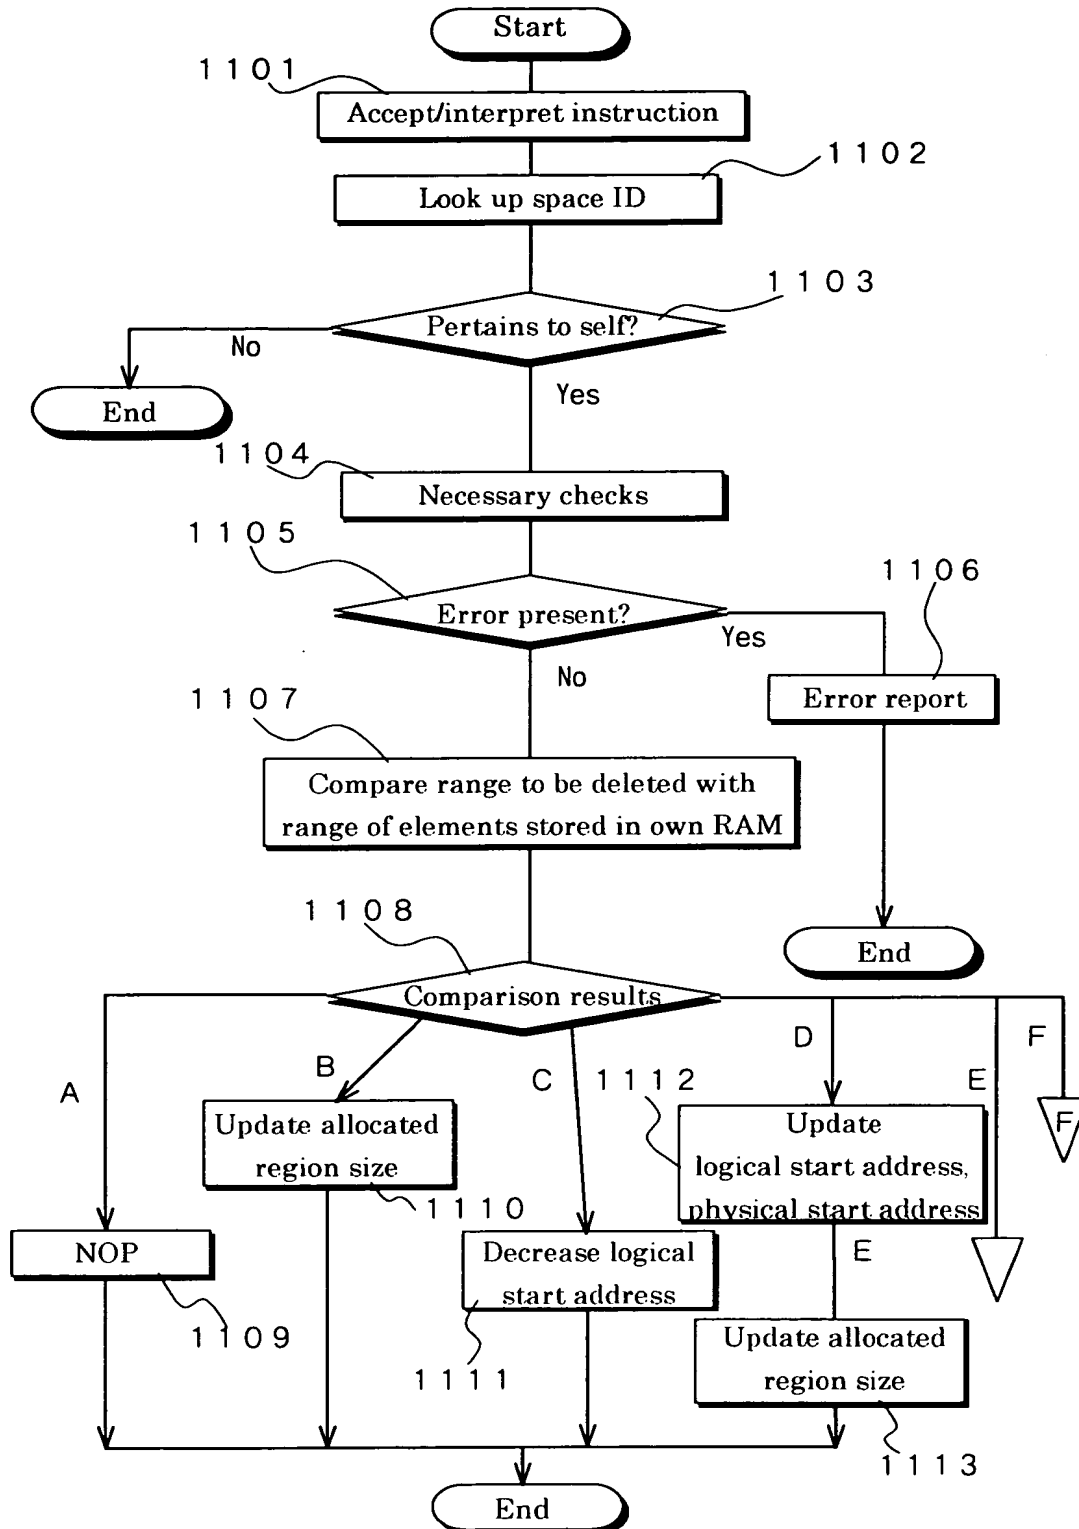 Start
1101
Accept/interpret instruction
1102
Look up space ID
1103
Pertains to self?
No
Yes
End
1104
Necessary checks
1105
1106
Error present?
Yes
No
Error report
1107
Compare range to be deleted with
range of elements stored in own RAM
1108
End
Comparison results
A
B
C
1112
D
E
F
F
Update allocated
region size
1110
Update
logical start address,
physical start address
E
NOP
1109
Decrease logical
start address
1111
Update allocated
region size
1113
End